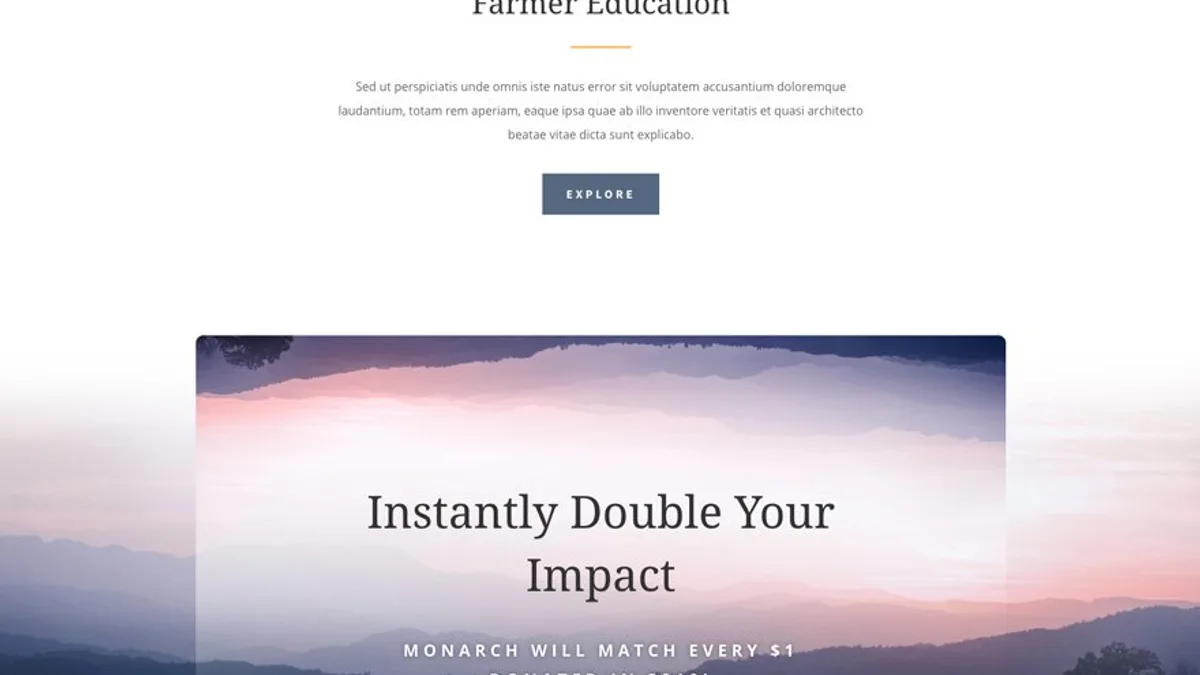 Farmer Education
Sed ut perspiciatis unde omnis iste natus error sit voluptatem accusantium doloremque
laudantium, totam rem aperiam, eaque ipsa quae ab illo inventore veritatis et quasi architecto
beatae vitae dicta sunt explicabo.
EXPLORE
Instantly Double Your
Impact
MONARCH WILL MATCH EVERY $1
DONATED IN